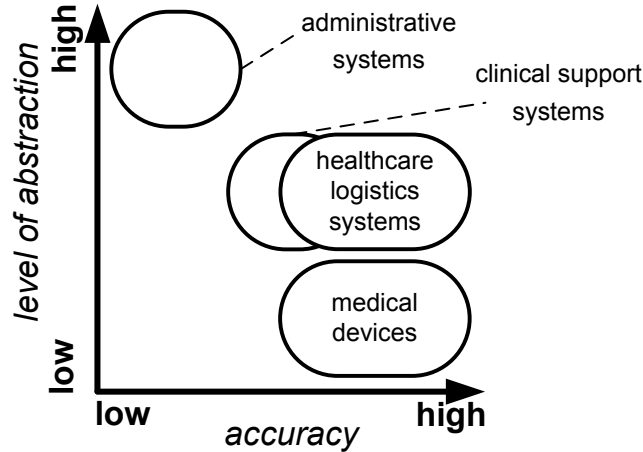 high
administrative
systems
clinical support
systems
level of abstraction
healthcare
logistics
systems
medical
devices
low
low
high
accuracy